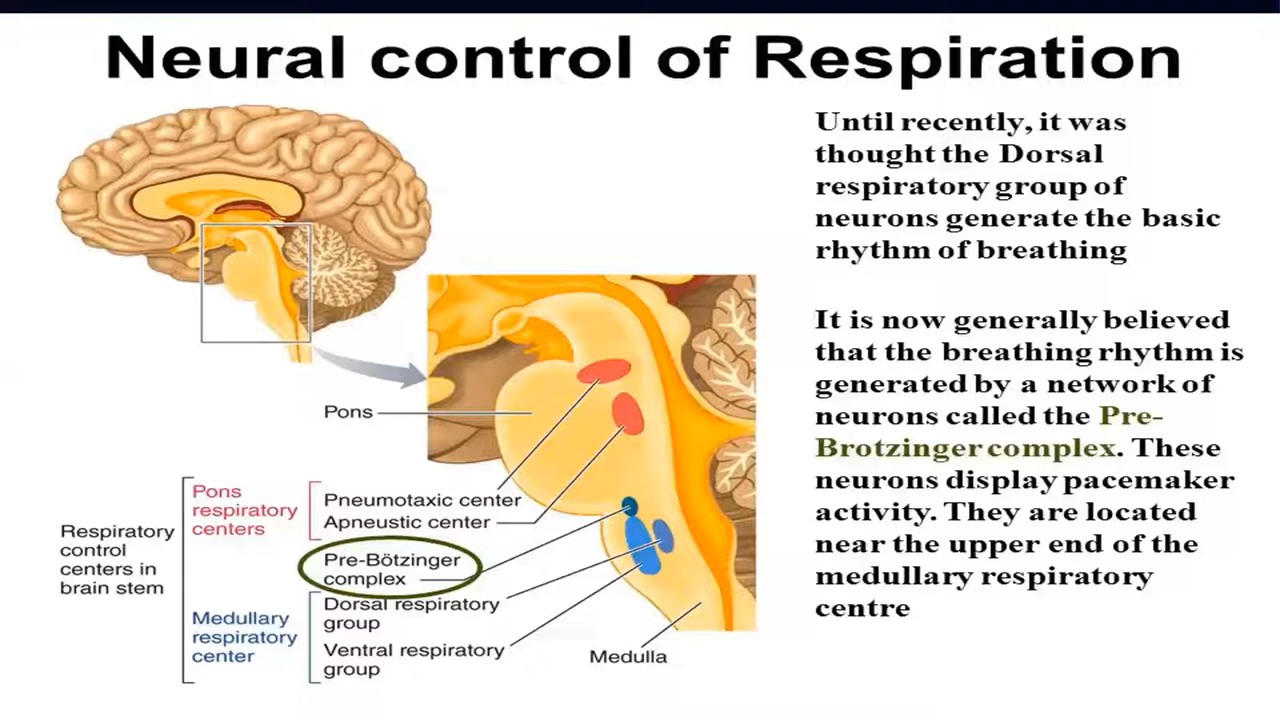 Neural control of Respiration
Until recently, it was
thought the Dorsal
respiratory group of
neurons generate the basic
rhythm of breathing
It is now generally believed
that the breathing rhythm is
generated by a network of
neurons called the Pre-
Brotzinger complex. These
neurons display pacemaker
activity. They are located
near the upper end of the
medullary respiratory
centre
Pons
Respiratory
control
centers in
brain stem
Pons
respiratory
centers
Pneumotaxic center
Apneustic center
Pre-Bötzinger
complex
Medullary
respiratory
center
Dorsal respiratory
group
Ventral respiratory
group
Medulla